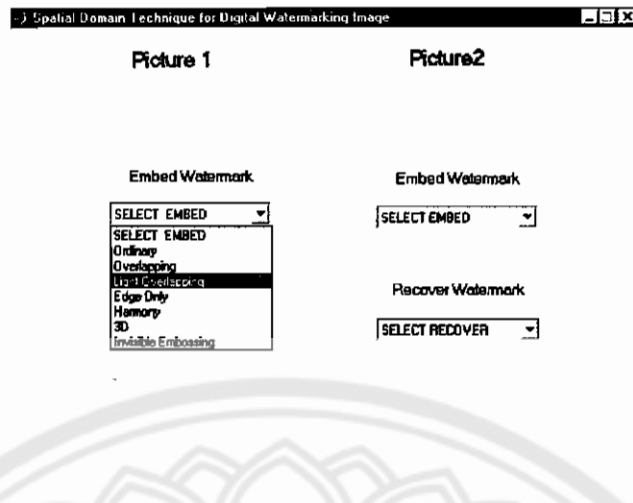 Spatial Domain Technique for Digital Watermarking Image
Picture 1
Picture2
Embed Watermark
SELECT EMBED
SELECT EMBED
Ordinary
Overlapping
Light Overlapping
Edge Only
Harmony
3D
Invisible Embossing
Embed Watermark
SELECT EMBED
Recover Watermark
SELECT RECOVER